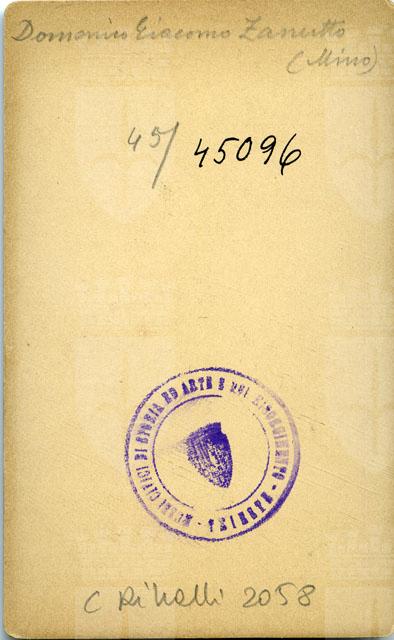 Domenico Giacomo Zanutto
(Mino)
45/ 45096
MUSEI CIVICI DI STORIA ED ARTE E DEL RISORGIMENTO - TRIESTE -
C 2058